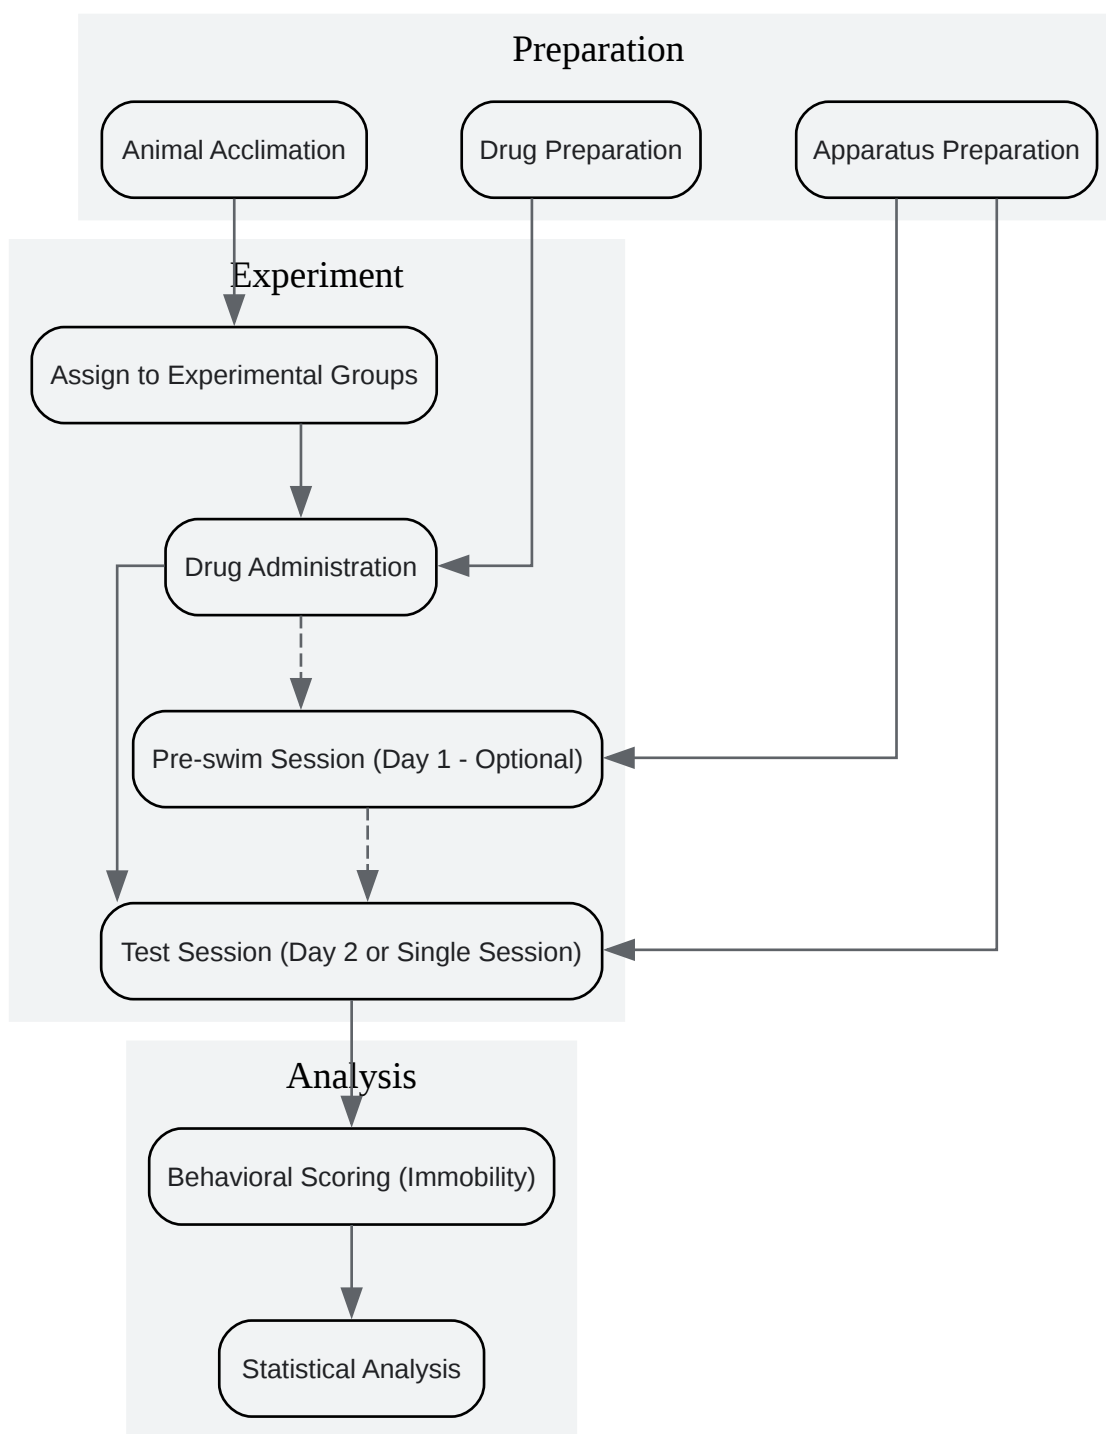 Preparation
Animal Acclimation
Drug Preparation
Apparatus Preparation
Experiment
Assign to Experimental Groups
Drug Administration
Pre-swim Session (Day 1 - Optional)
Test Session (Day 2 or Single Session)
Analysis
Behavioral Scoring (Immobility)
Statistical Analysis